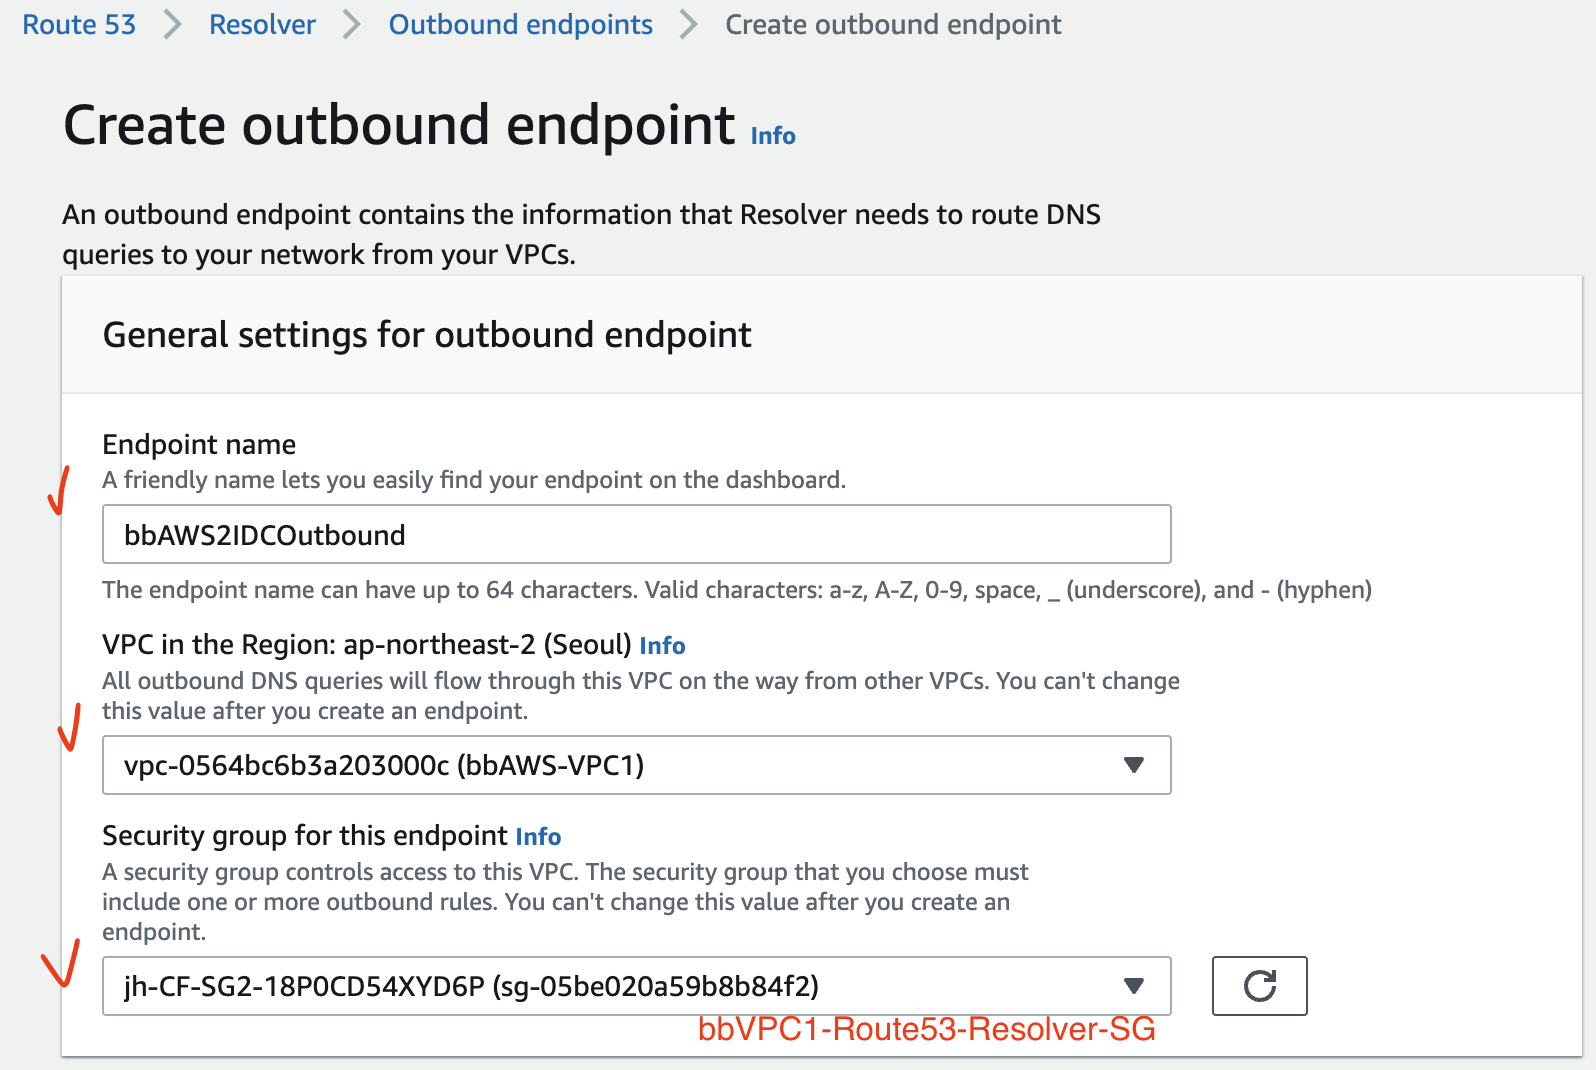 Route 53 > Resolver > Outbound endpoints > Create outbound endpoint
Create outbound endpoint Info
An outbound endpoint contains the information that Resolver needs to route DNS
queries to your network from your VPCs.
General settings for outbound endpoint
Endpoint name
A friendly name lets you easily find your endpoint on the dashboard.
bbAWS2IDCOutbound
The endpoint name can have up to 64 characters. Valid characters: a-z, A-Z, 0-9, space, _ (underscore), and - (hyphen)
VPC in the Region: ap-northeast-2 (Seoul) Info
All outbound DNS queries will flow through this VPC on the way from other VPCs. You can't change
this value after you create an endpoint.
vpc-0564bc6b3a203000c (bbAWS-VPC1)
Security group for this endpoint Info
A security group controls access to this VPC. The security group that you choose must
include one or more outbound rules. You can't change this value after you create an
endpoint.
jh-CF-SG2-18P0CD54XYD6P (sg-05be020a59b8b84f2)
bbVPC1-Route53-Resolver-SG